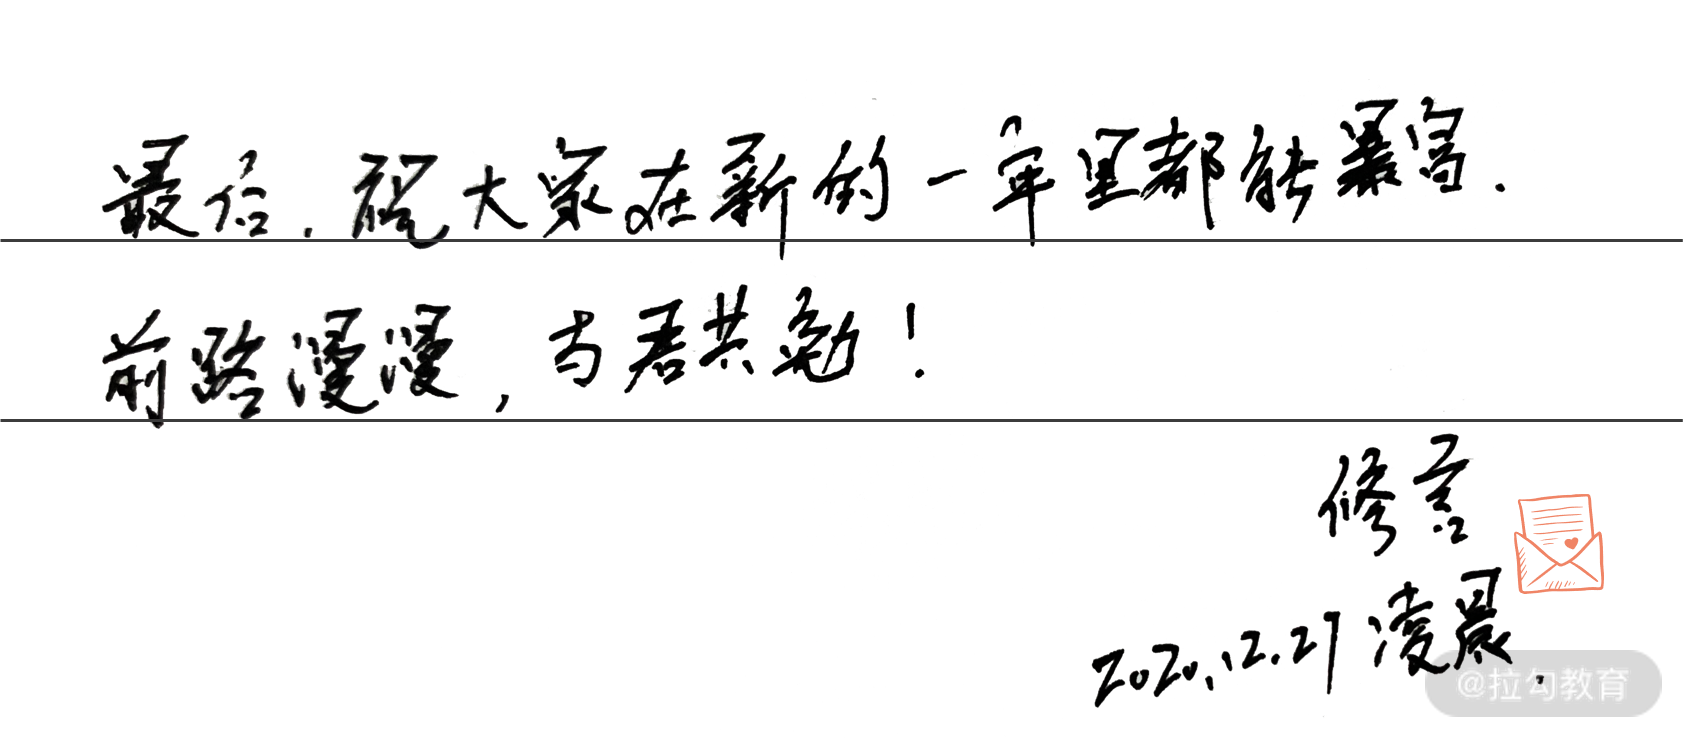 最后,祝大家在新的一年里都能暴富.
前路漫漫,与君共勉!
修言
2020.12.27 凌晨.
@拉勾教育